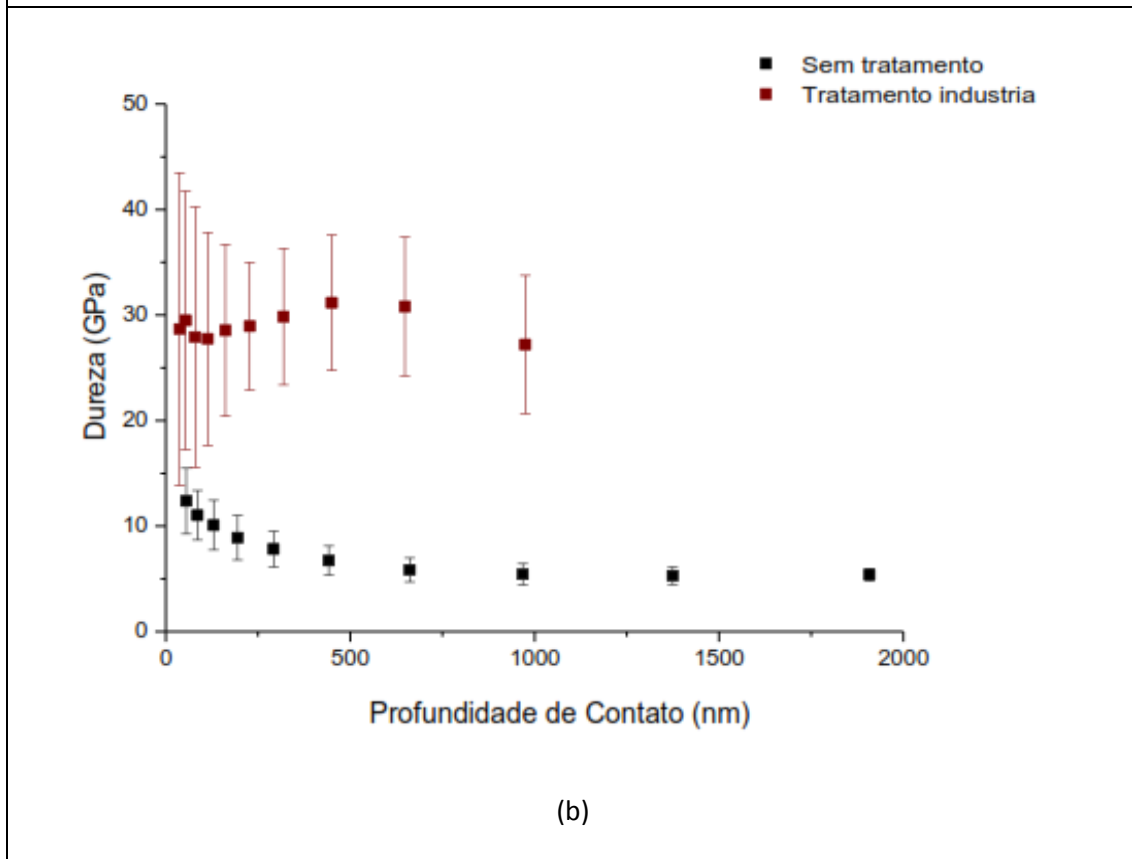 Sem tratamento
Tratamento industria
50
40
30
20
10
0
Dureza (GPa)
0 500 1000 1500 2000
Profundidade de Contato (nm)
(b)